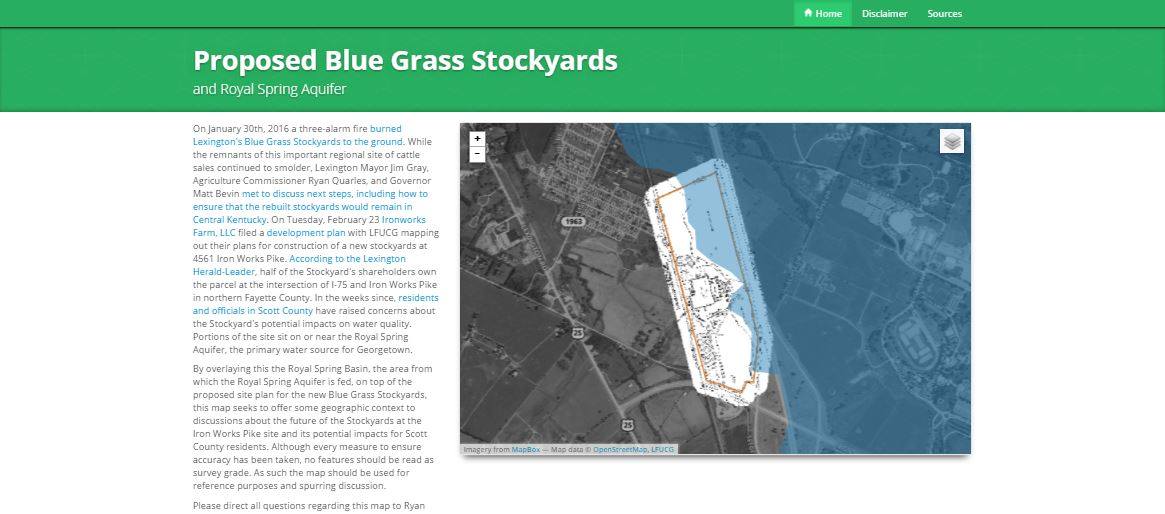 Home Disclaimer Sources
Proposed Blue Grass Stockyards
and Royal Spring Aquifer
On January 30th, 2016 a three-alarm fire burned
Lexington's Blue Grass Stockyards to the ground. While
the remnants of this important regional site of cattle
sales continued to smolder, Lexington Mayor Jim Gray,
Agriculture Commissioner Ryan Quarles, and Governor
Matt Bevin met to discuss next steps, including how to
ensure that the rebuilt stockyards would remain in
Central Kentucky. On Tuesday, February 23 Ironworks
Farm, LLC filed a development plan with LFUCG mapping
out their plans for construction of a new stockyards at
4561 Iron Works Pike. According to the Lexington
Herald-Leader, half of the Stockyard's shareholders own
the parcel at the intersection of I-75 and Iron Works Pike
in northern Fayette County. In the weeks since, residents
and officials in Scott County have raised concerns about
the Stockyard's potential impacts on water quality.
Portions of the site sit on or near the Royal Spring
Aquifer, the primary water source for Georgetown.
By overlaying this the Royal Spring Basin, the area from
which the Royal Spring Aquifer is fed, on top of the
proposed site plan for the new Blue Grass Stockyards,
this map seeks to offer some geographic context to
discussions about the future of the Stockyards at the
Iron Works Pike site and its potential impacts for Scott
County residents. Although every measure to ensure
accuracy has been taken, no features should be read as
survey grade. As such the map should be used for
reference purposes and spurring discussion.
Please direct all questions regarding this map to Ryan
+
−
1963
25
25
Imagery from MapBox — Map data © OpenStreetMap, LFUCG